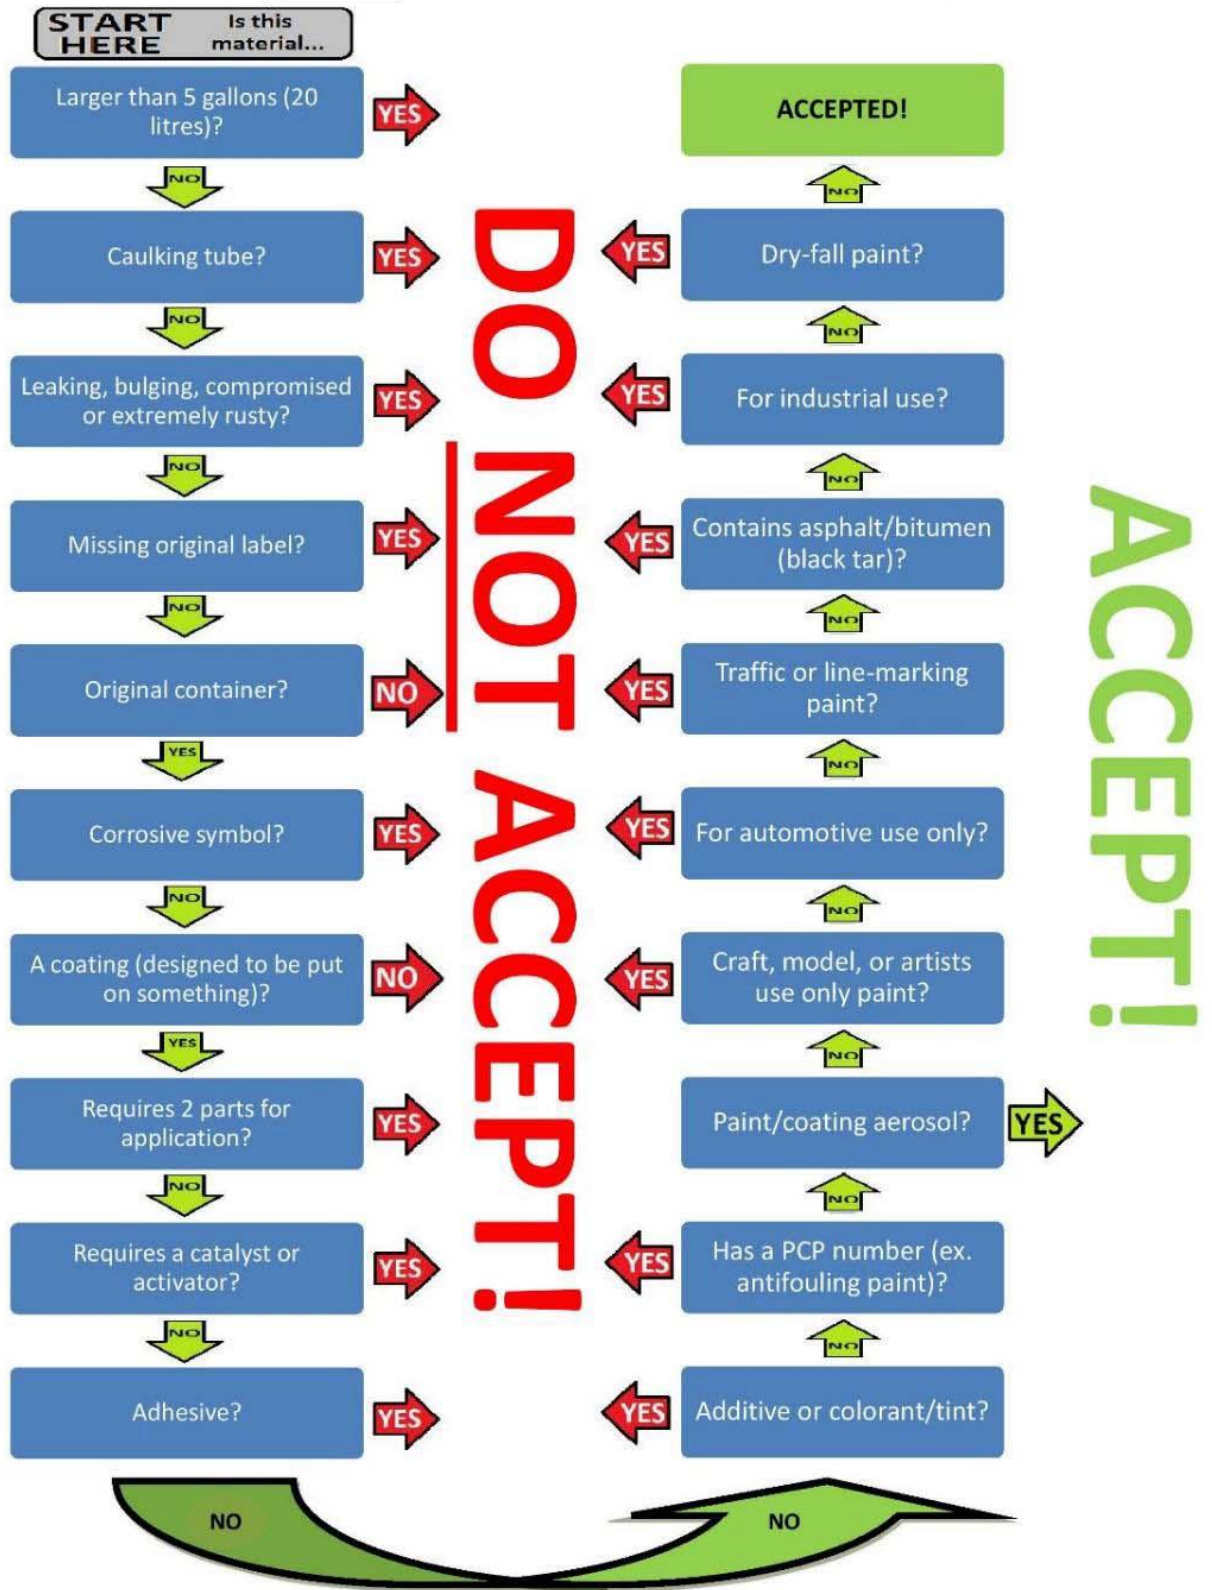 START HERE
Is this
material...
Larger than 5 gallons (20
litres)?
YES
NO
Caulking tube?
YES
NO
Leaking, bulging, compromised
or extremely rusty?
YES
NO
Missing original label?
YES
NO
Original container?
NO
YES
Corrosive symbol?
YES
NO
A coating (designed to be put
on something)?
NO
YES
Requires 2 parts for
application?
YES
NO
Requires a catalyst or
activator?
YES
NO
Adhesive?
YES
NO
DO NOT ACCEPT!
NO
Additive or colorant/tint?
YES
NO
Has a PCP number (ex.
antifouling paint)?
YES
NO
Paint/coating aerosol?
YES
NO
Craft, model, or artists
use only paint?
YES
NO
For automotive use only?
YES
NO
Traffic or line-marking
paint?
YES
NO
Contains asphalt/bitumen
(black tar)?
YES
NO
For industrial use?
YES
NO
Dry-fall paint?
YES
NO
ACCEPTED!
ACCEPT!